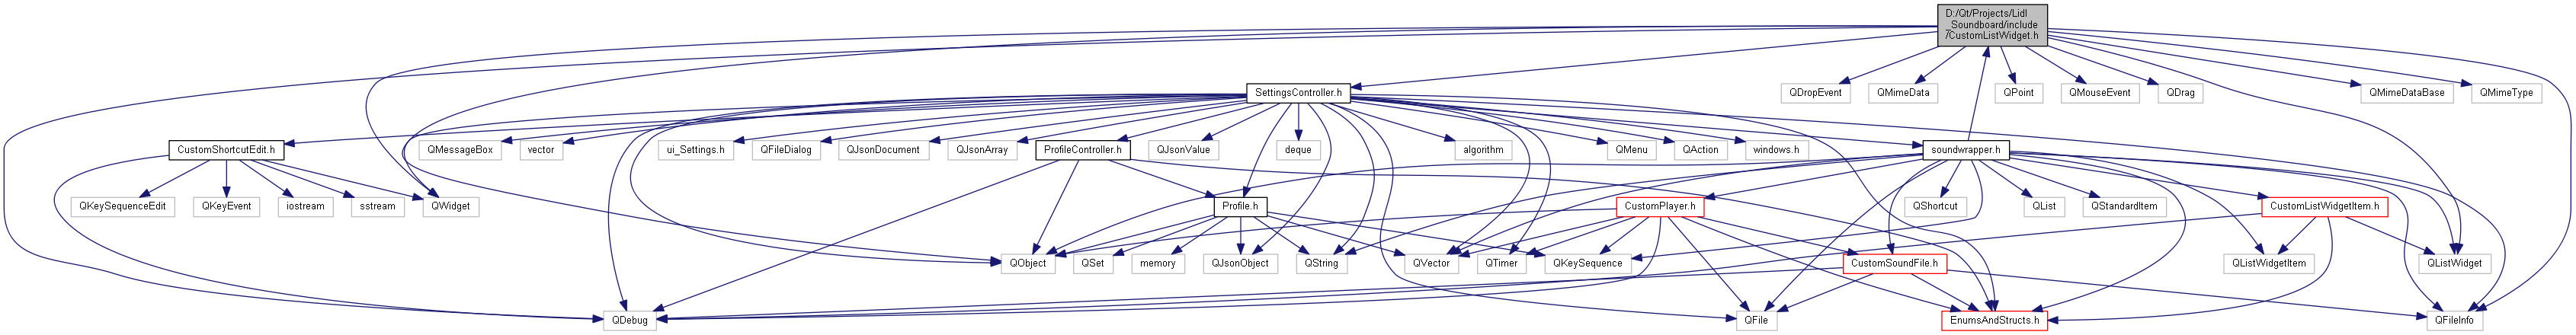 D:/Qt/Projects/Lidl
_Soundboard/include
/CustomListWidget.h
SettingsController.h
QDropEvent
QMimeData
QPoint
QMouseEvent
QDrag
QMimeDataBase
QMimeType
CustomShortcutEdit.h
QMessageBox
vector
ui_Settings.h
QFileDialog
QJsonDocument
QJsonArray
ProfileController.h
QJsonValue
deque
algorithm
QMenu
QAction
windows.h
soundwrapper.h
QKeySequenceEdit
QKeyEvent
iostream
sstream
QWidget
Profile.h
CustomPlayer.h
QShortcut
QList
QStandardItem
CustomListWidgetItem.h
QObject
QSet
memory
QJsonObject
QString
QVector
QTimer
QKeySequence
CustomSoundFile.h
QListWidgetItem
QListWidget
QDebug
QFile
EnumsAndStructs.h
QFileInfo